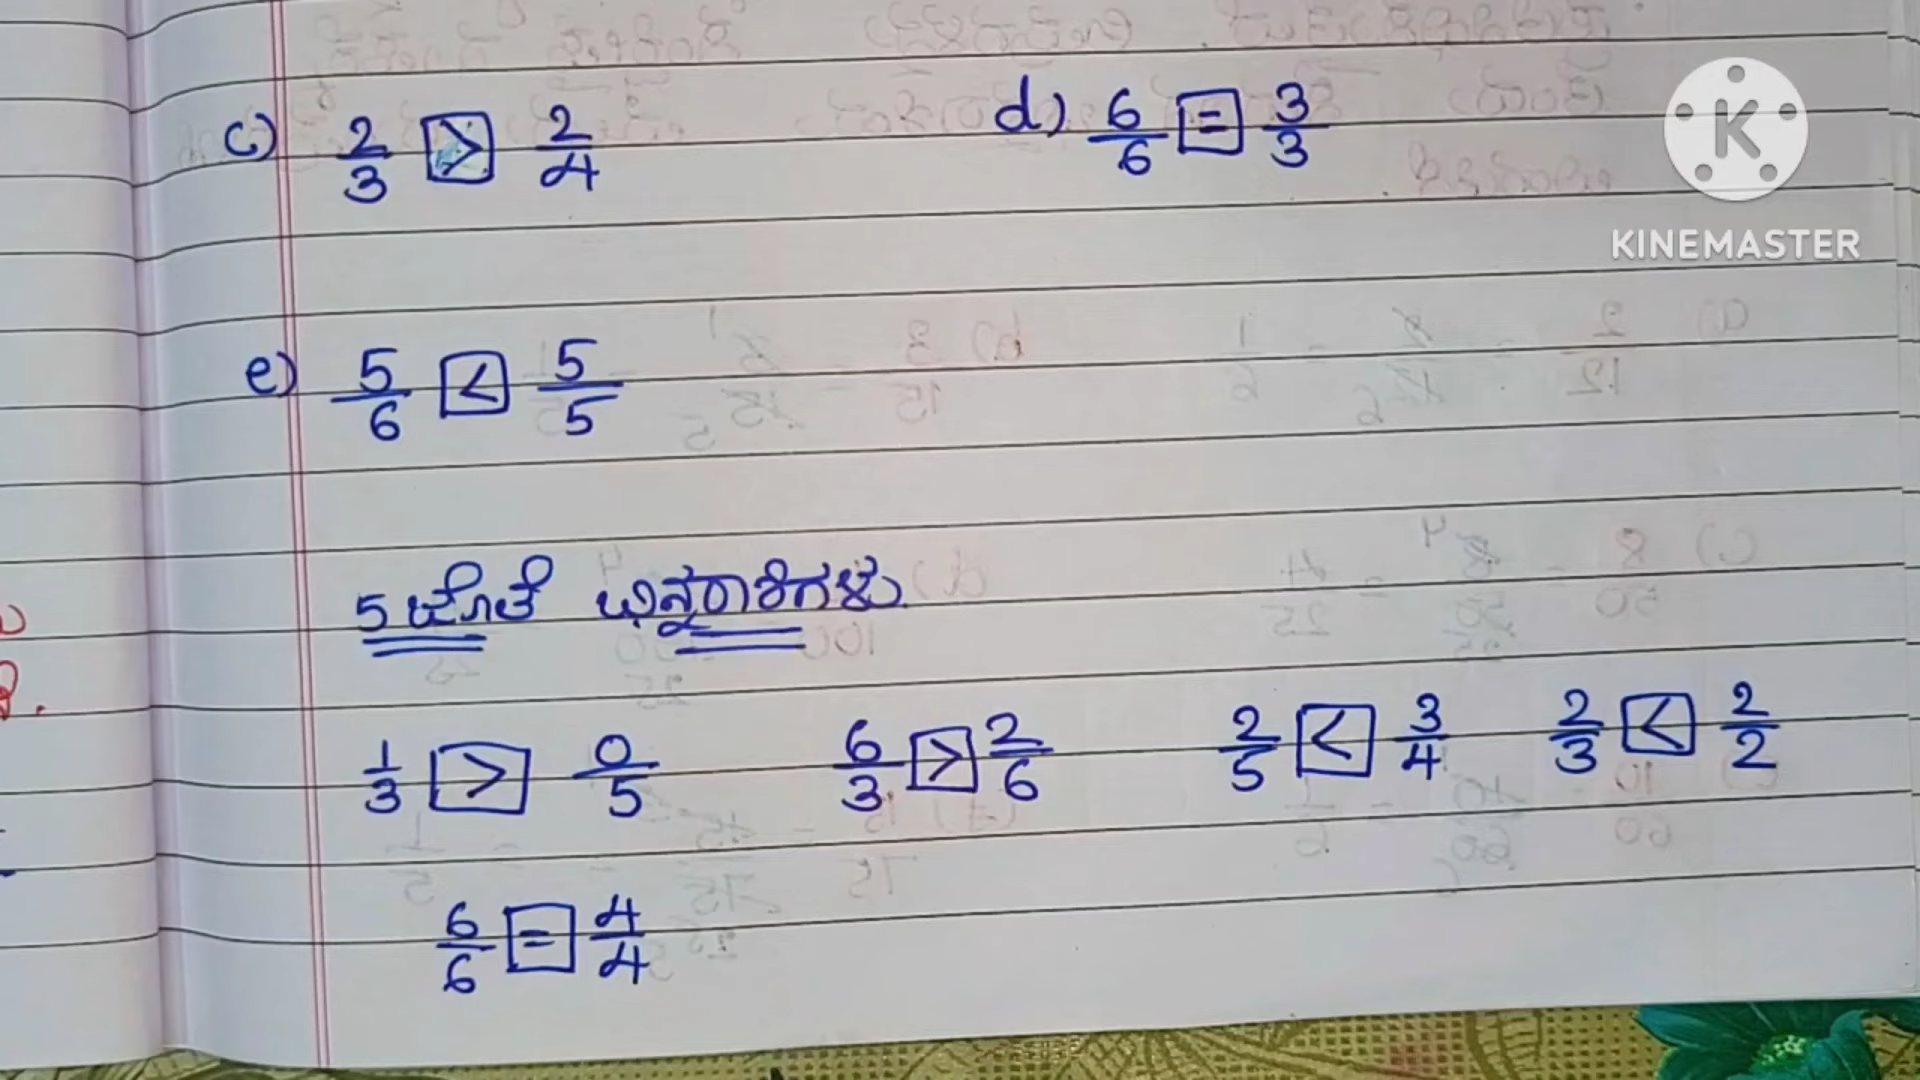 c) 2/3 > 2/4 d) 6/6 = 3/3
K
KINEMASTER
e) 5/6 < 5/5
5 ಜೊತೆ ಭಿನ್ನರಾಶಿಗಳು.
1/3 > 0/5 6/3 > 2/6 2/5 < 3/4 2/3 < 2/2
6/6 = 4/4